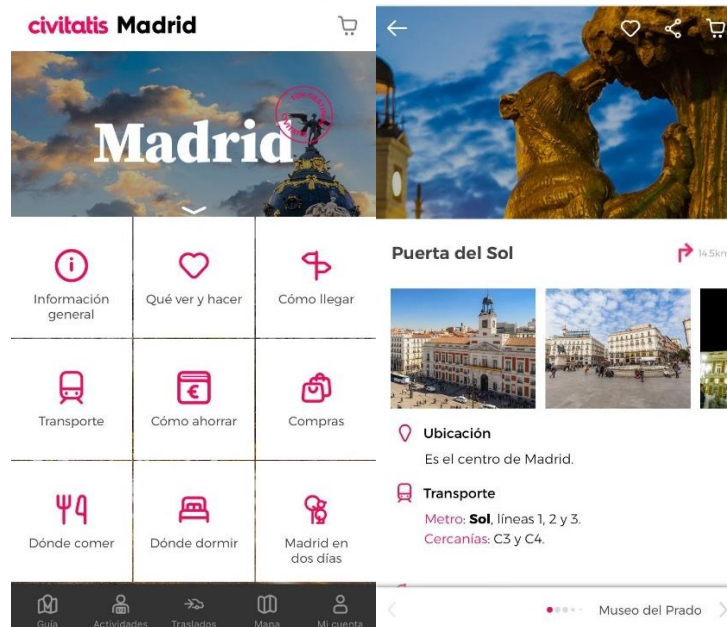 civitatis Madrid
Madrid
Información
general
Qué ver y hacer
Cómo llegar
Transporte
Cómo ahorrar
Compras
Dónde comer
Dónde dormir
Madrid en
dos días
Guía
Actividades
Traslados
Mapa
Mi cuenta
Puerta del Sol
14.5km
Ubicación
Es el centro de Madrid.
Transporte
Metro: Sol, líneas 1, 2 y 3.
Cercanías: C3 y C4.
Museo del Prado